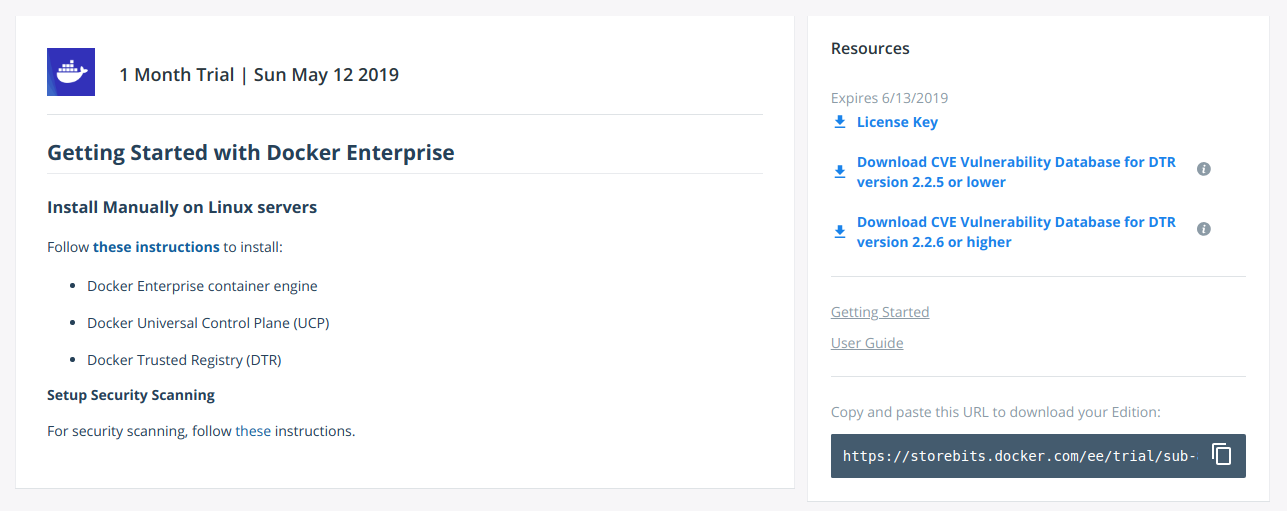 1 Month Trial | Sun May 12 2019
Getting Started with Docker Enterprise
Install Manually on Linux servers
Follow these instructions to install:
Docker Enterprise container engine
Docker Universal Control Plane (UCP)
Docker Trusted Registry (DTR)
Setup Security Scanning
For security scanning, follow these instructions.
Resources
Expires 6/13/2019
License Key
Download CVE Vulnerability Database for DTR
version 2.2.5 or lower
Download CVE Vulnerability Database for DTR
version 2.2.6 or higher
Getting Started
User Guide
Copy and paste this URL to download your Edition:
https://storebits.docker.com/ee/trial/sub-